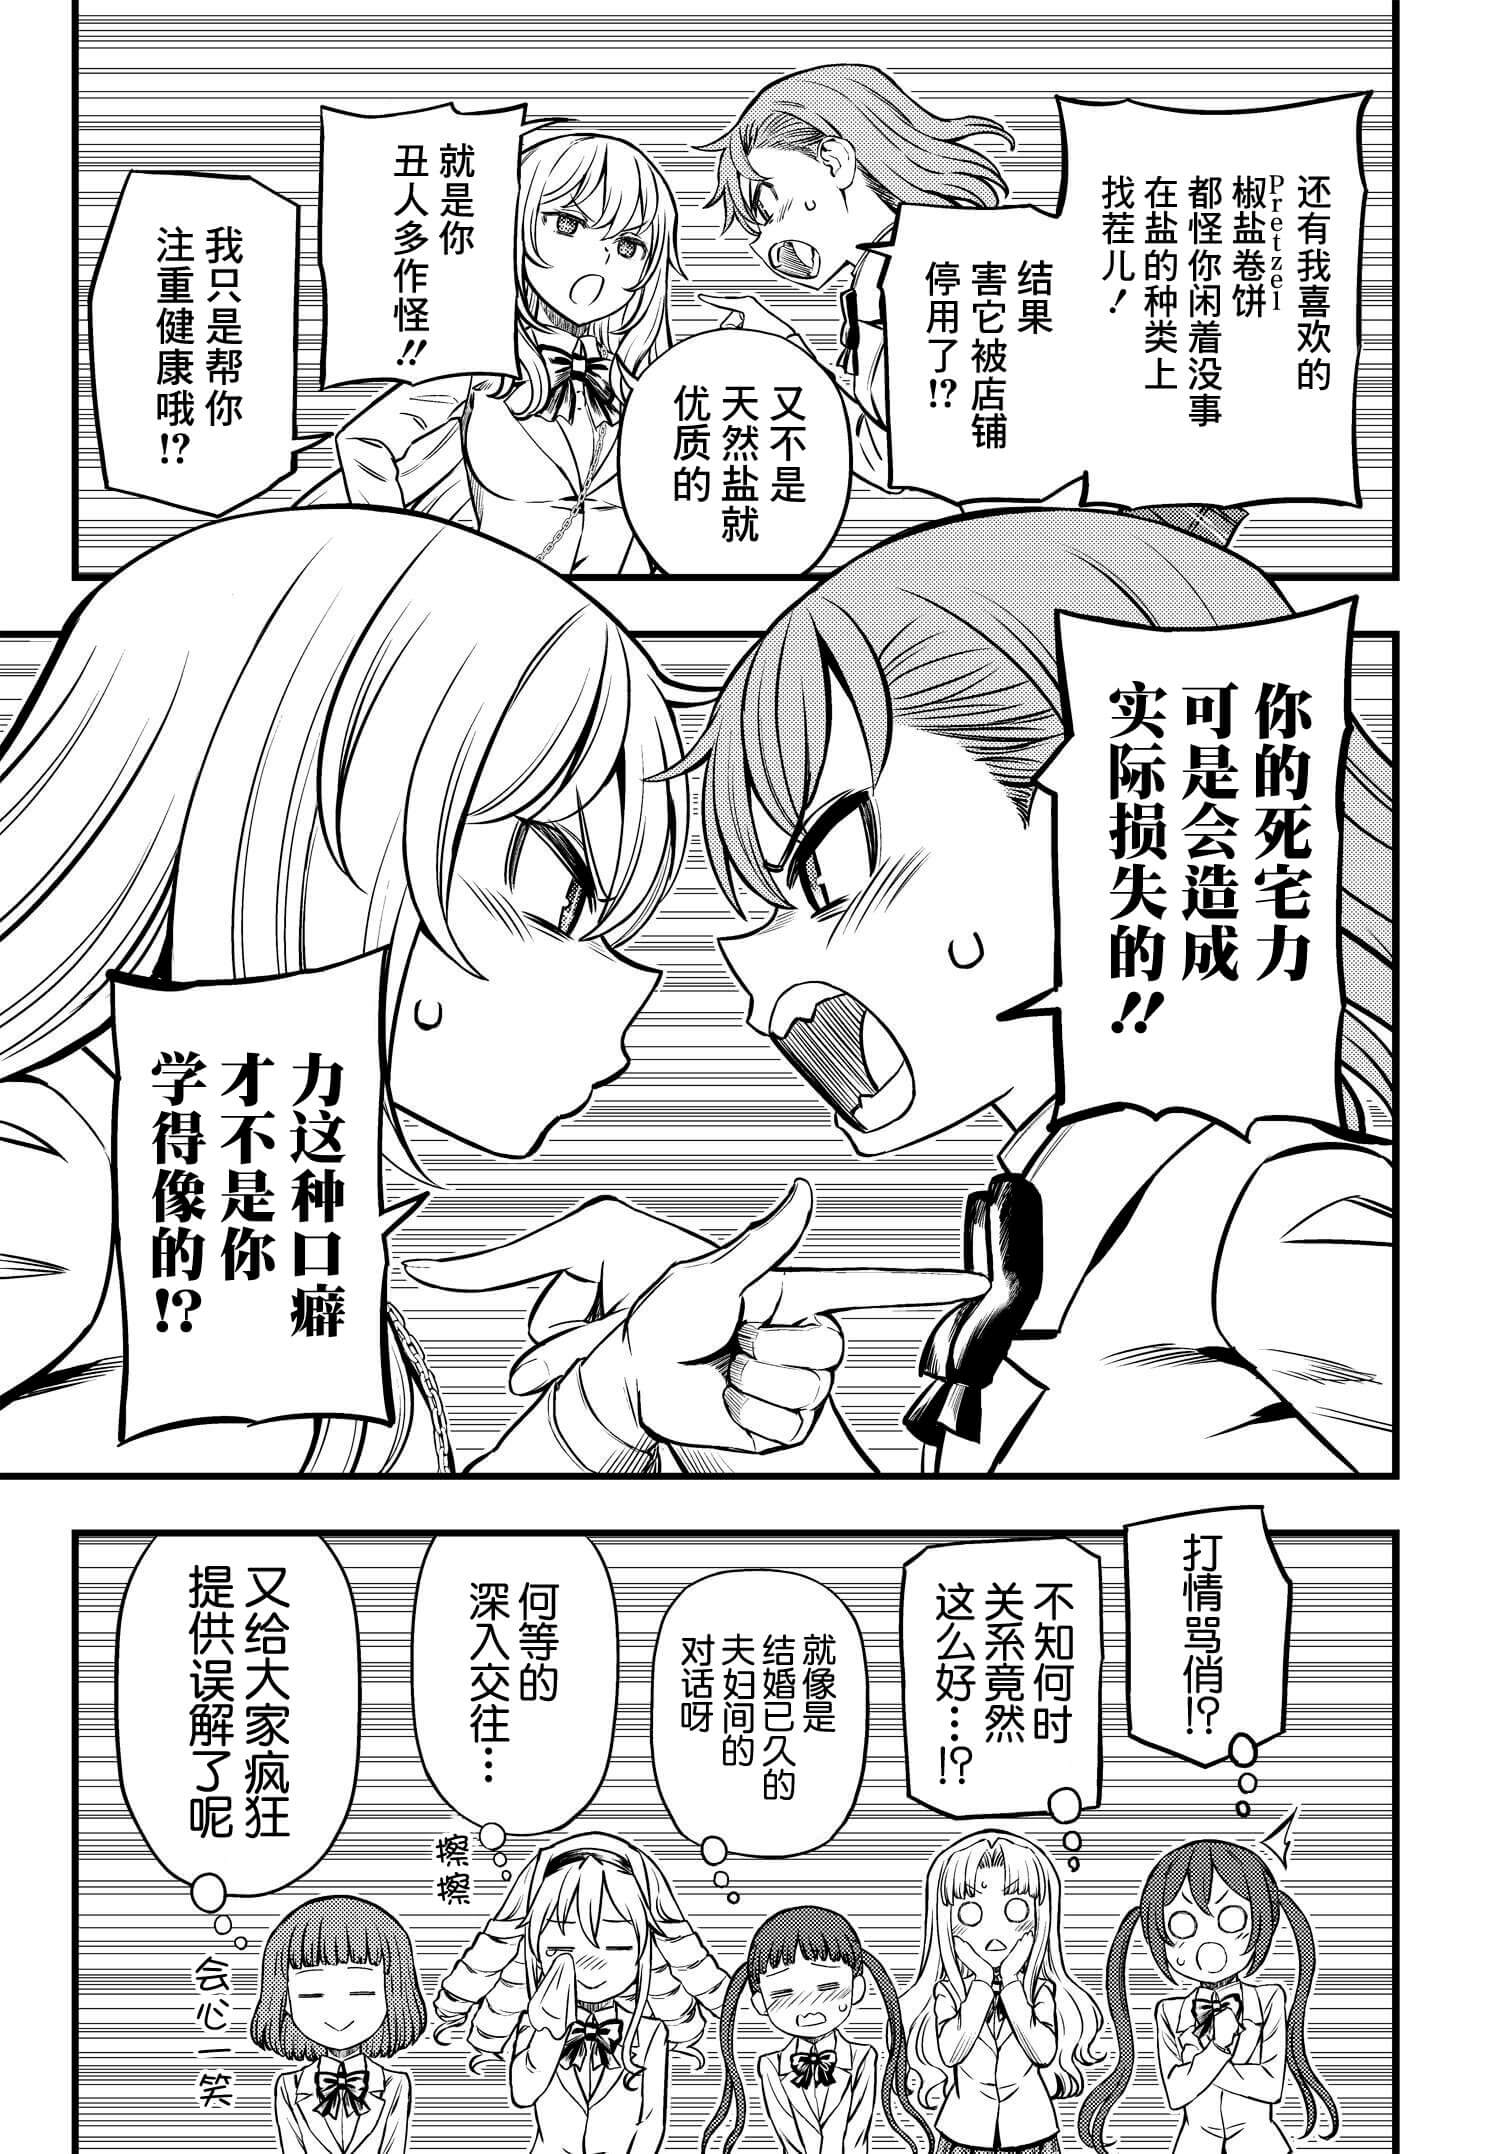 还有我喜欢的
Pretzel
椒盐卷饼
都怪你闲着没事
在盐的种类上
找茬儿！
结果
害它被店铺
停用了!?
又不是
天然盐就
优质的
就是你
丑人多作怪!!
我只是帮你
注重健康哦!?
你的死宅力
可是会造成
实际损失的!!
力这种口癖
才不是你
学得像的!?
打情骂俏!?
不知何时
关系竟然
这么好…!?
就像是
结婚已久的
夫妇间的
对话呀
何等的
深入交往…
擦擦
又给大家疯狂
提供误解了呢
会心一笑